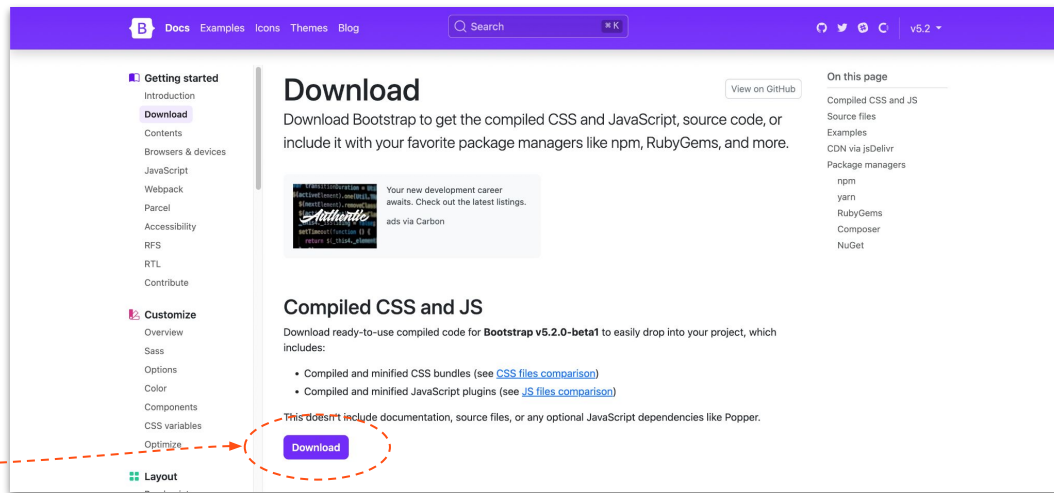 B Docs Examples Icons Themes Blog Search ⌘ K v5.2
Getting started
Introduction
Download
Contents
Browsers & devices
JavaScript
Webpack
Parcel
Accessibility
RFS
RTL
Contribute
Customize
Overview
Sass
Options
Color
Components
CSS variables
Optimize
Layout
Download
View on GitHub
Download Bootstrap to get the compiled CSS and JavaScript, source code, or
include it with your favorite package managers like npm, RubyGems, and more.
Authentic
Your new development career
awaits. Check out the latest listings.
ads via Carbon
Compiled CSS and JS
Download ready-to-use compiled code for Bootstrap v5.2.0-beta1 to easily drop into your project, which
includes:
• Compiled and minified CSS bundles (see CSS files comparison)
• Compiled and minified JavaScript plugins (see JS files comparison)
This doesn't include documentation, source files, or any optional JavaScript dependencies like Popper.
Download
On this page
Compiled CSS and JS
Source files
Examples
CDN via jsDelivr
Package managers
npm
yarn
RubyGems
Composer
NuGet